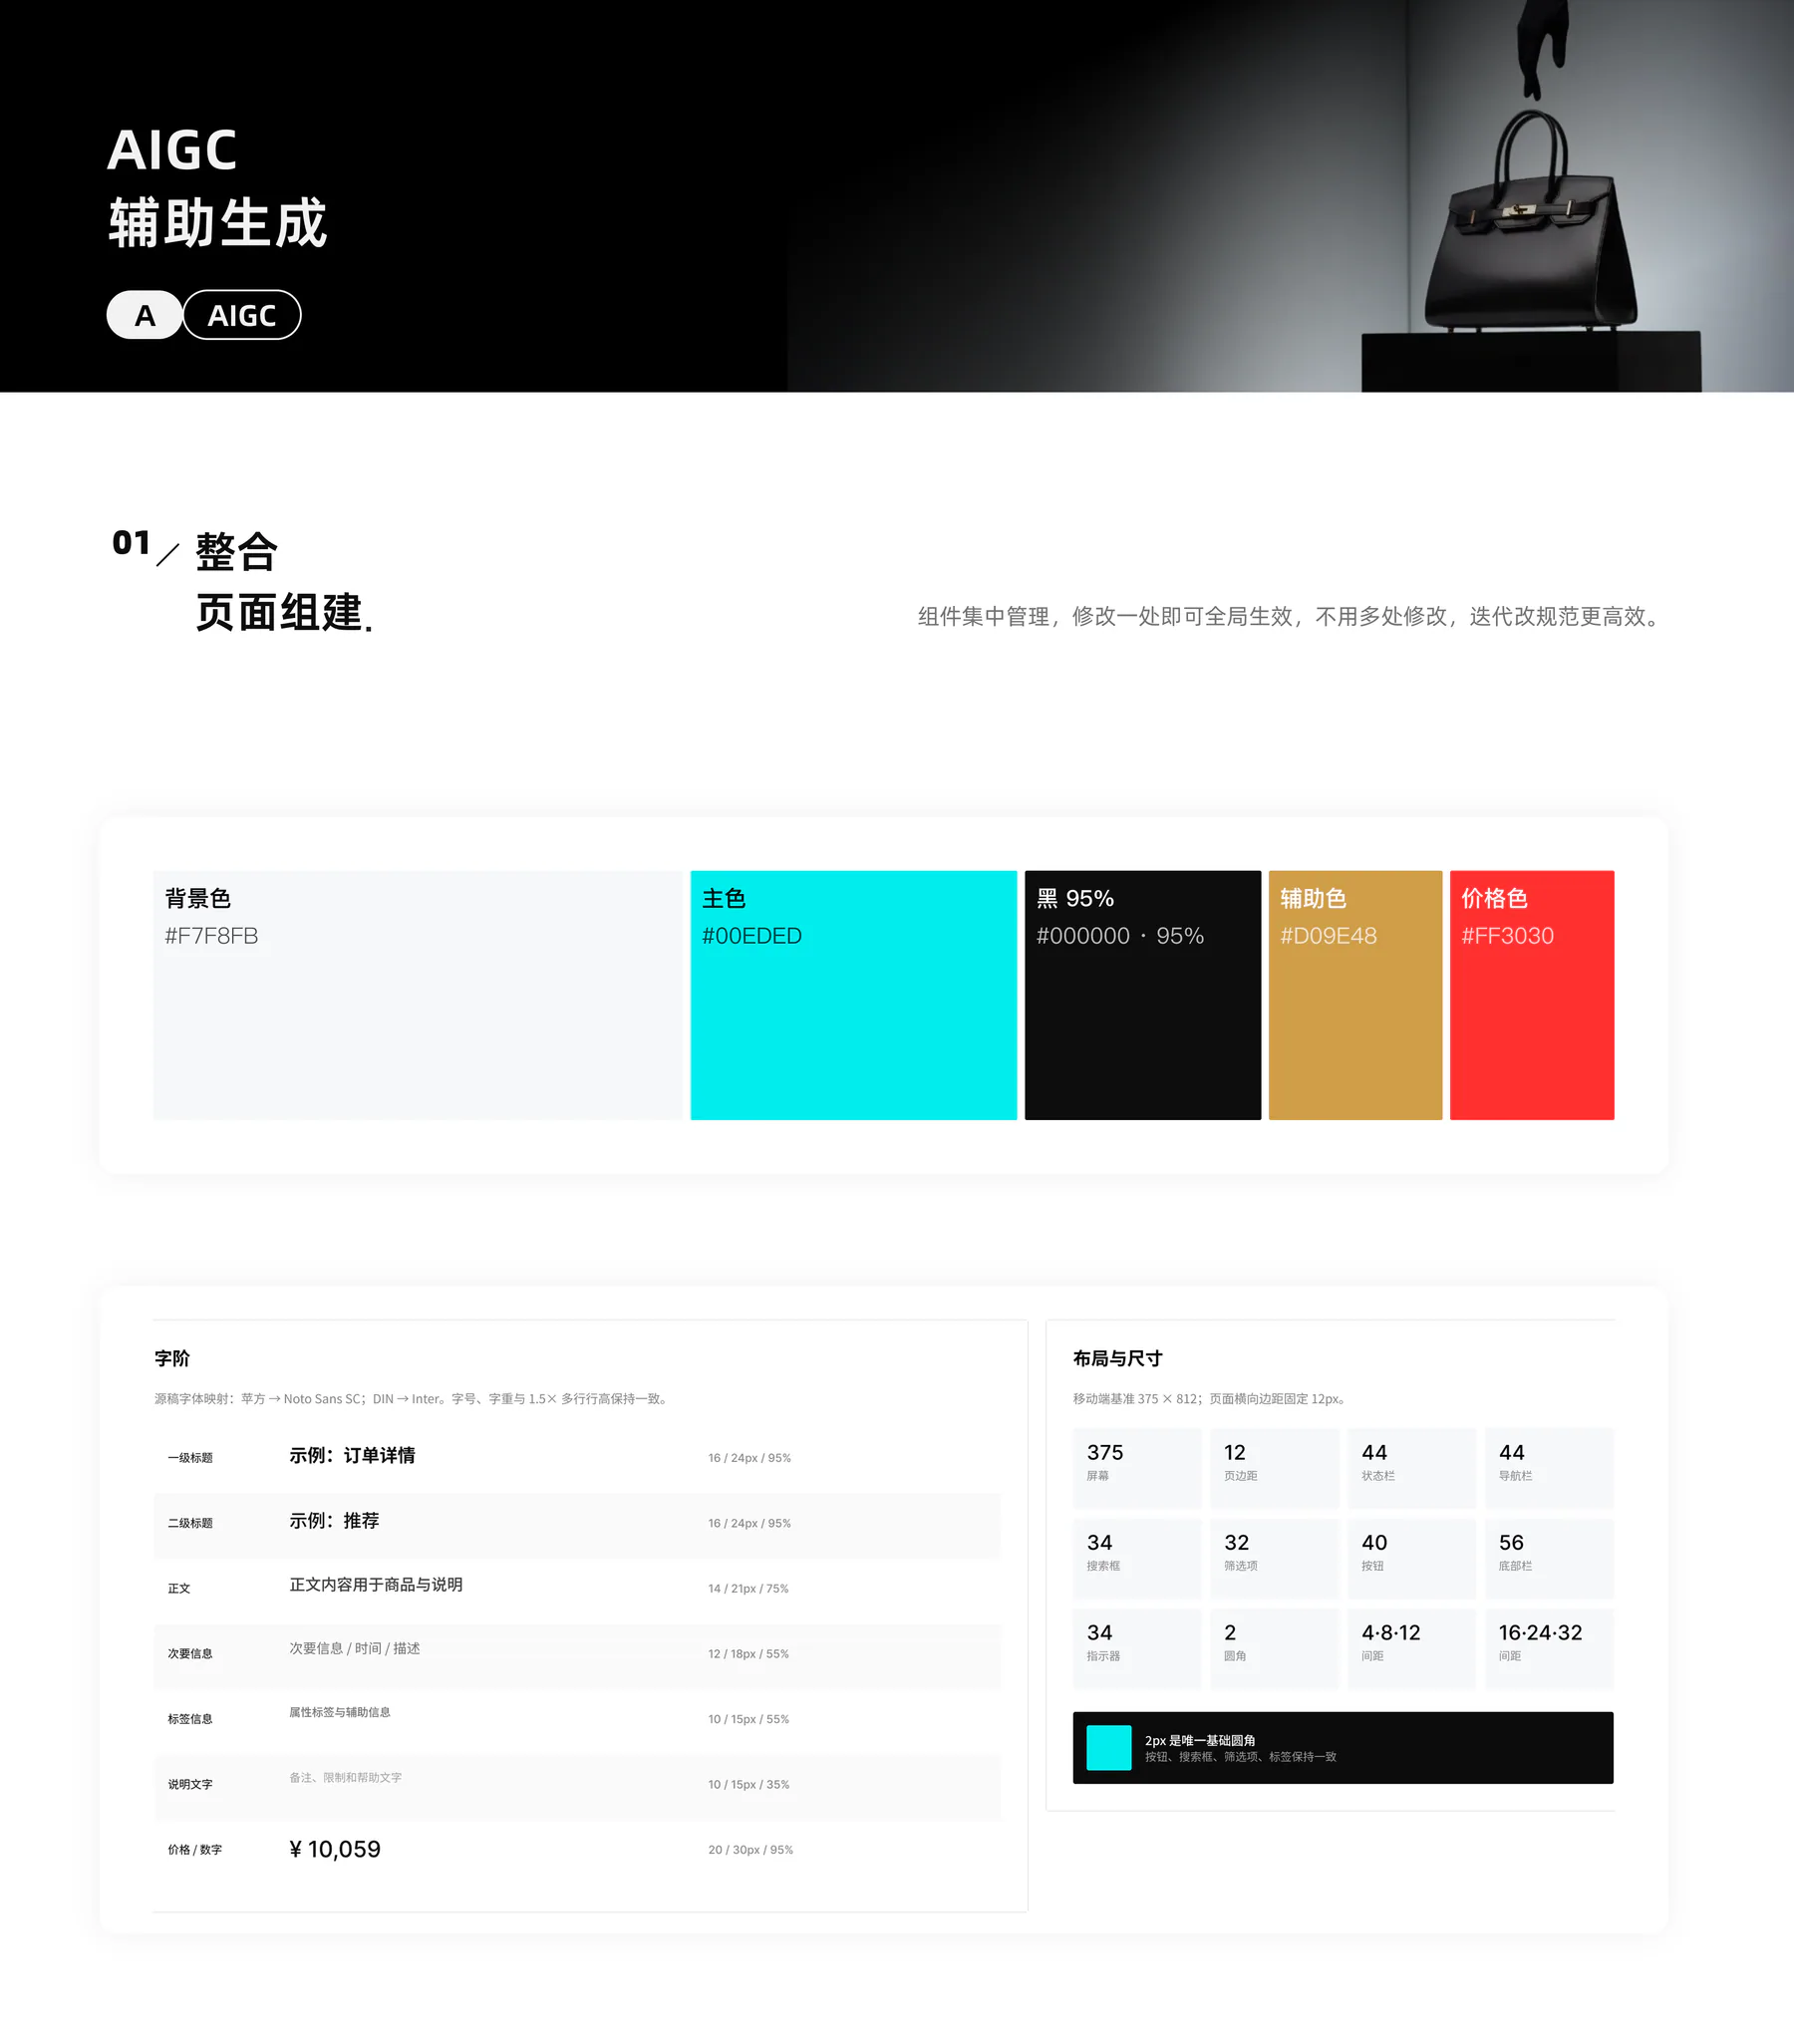 AIGC
辅助生成
A AIGC
01／ 整合
页面组建.
组件集中管理，修改一处即可全局生效，不用多处修改，迭代改规范更高效。
背景色
#F7F8FB
主色
#00EDED
黑 95%
#000000 · 95%
辅助色
#D09E48
价格色
#FF3030
字阶
源稿字体映射：苹方 → Noto Sans SC；DIN → Inter。字号、字重与 1.5× 多行行高保持一致。
一级标题 示例：订单详情 16 / 24px / 95%
二级标题 示例：推荐 16 / 24px / 95%
正文 正文内容用于商品与说明 14 / 21px / 75%
次要信息 次要信息 / 时间 / 描述 12 / 18px / 55%
标签信息 属性标签与辅助信息 10 / 15px / 55%
说明文字 备注、限制和帮助文字 10 / 15px / 35%
价格 / 数字 ¥ 10,059 20 / 30px / 95%
布局与尺寸
移动端基准 375 × 812；页面横向边距固定 12px。
375 12 44 44
屏幕 页边距 状态栏 导航栏
34 32 40 56
搜索框 筛选项 按钮 底部栏
34 2 4·8·12 16·24·32
指示器 圆角 间距 间距
2px 是唯一基础圆角
按钮、搜索框、筛选项、标签保持一致